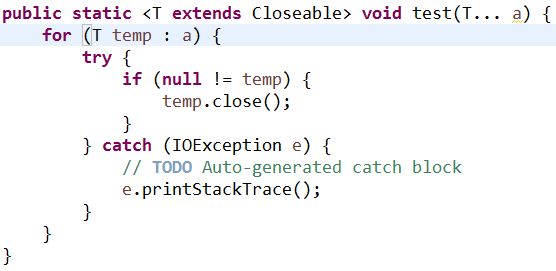 public static <T extends Closeable> void test(T... a) {
    for (T temp : a) {
        try {
            if (null != temp) {
                temp.close();
            }
        } catch (IOException e) {
            // TODO Auto-generated catch block
            e.printStackTrace();
        }
    }
}